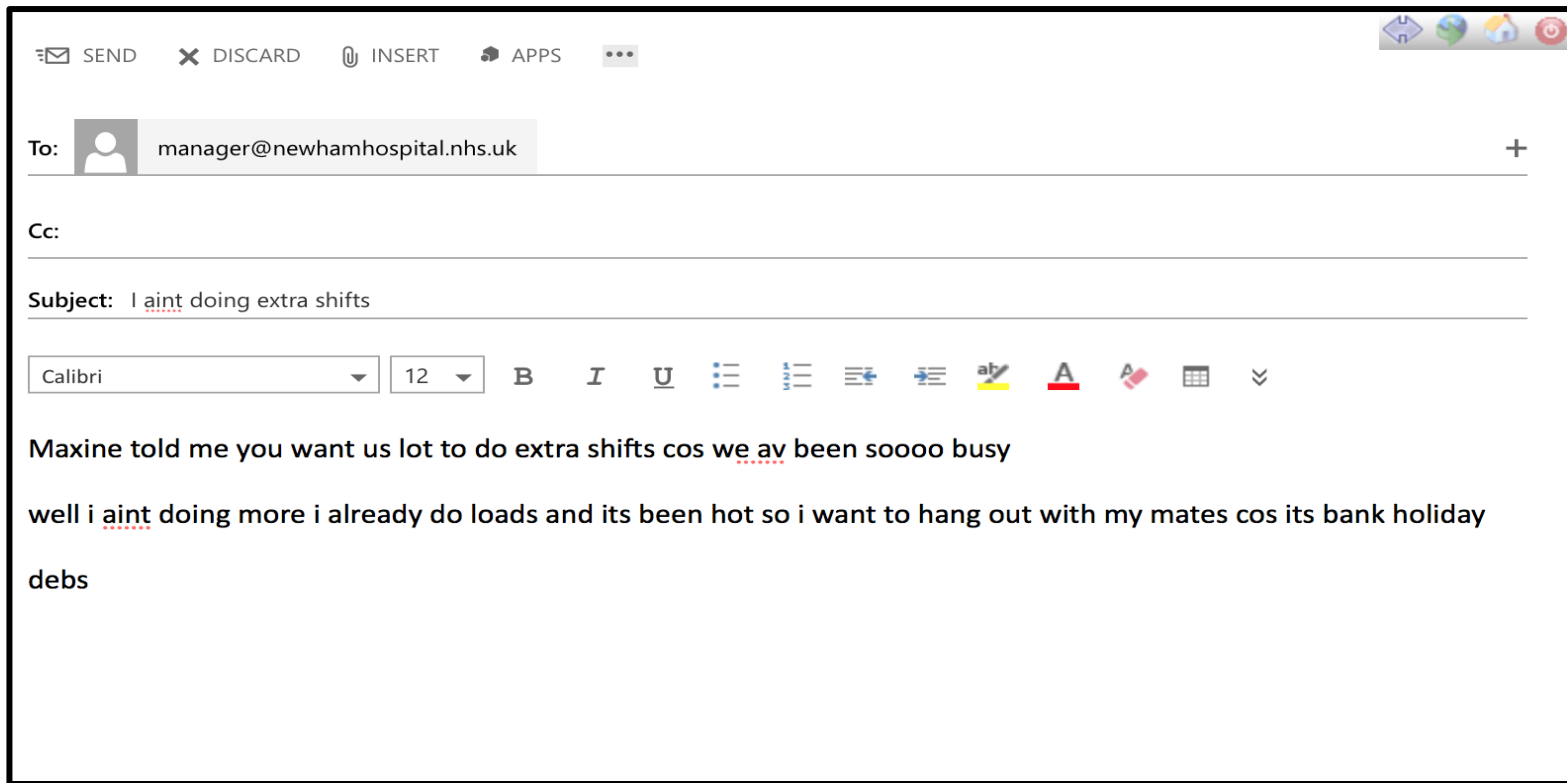 SEND DISCARD INSERT APPS •••
To: manager@newhamhospital.nhs.uk +
Cc:
Subject: I aint doing extra shifts
Calibri 12 B I U ab A A
Maxine told me you want us lot to do extra shifts cos we av been soooo busy
well i aint doing more i already do loads and its been hot so i want to hang out with my mates cos its bank holiday
debs